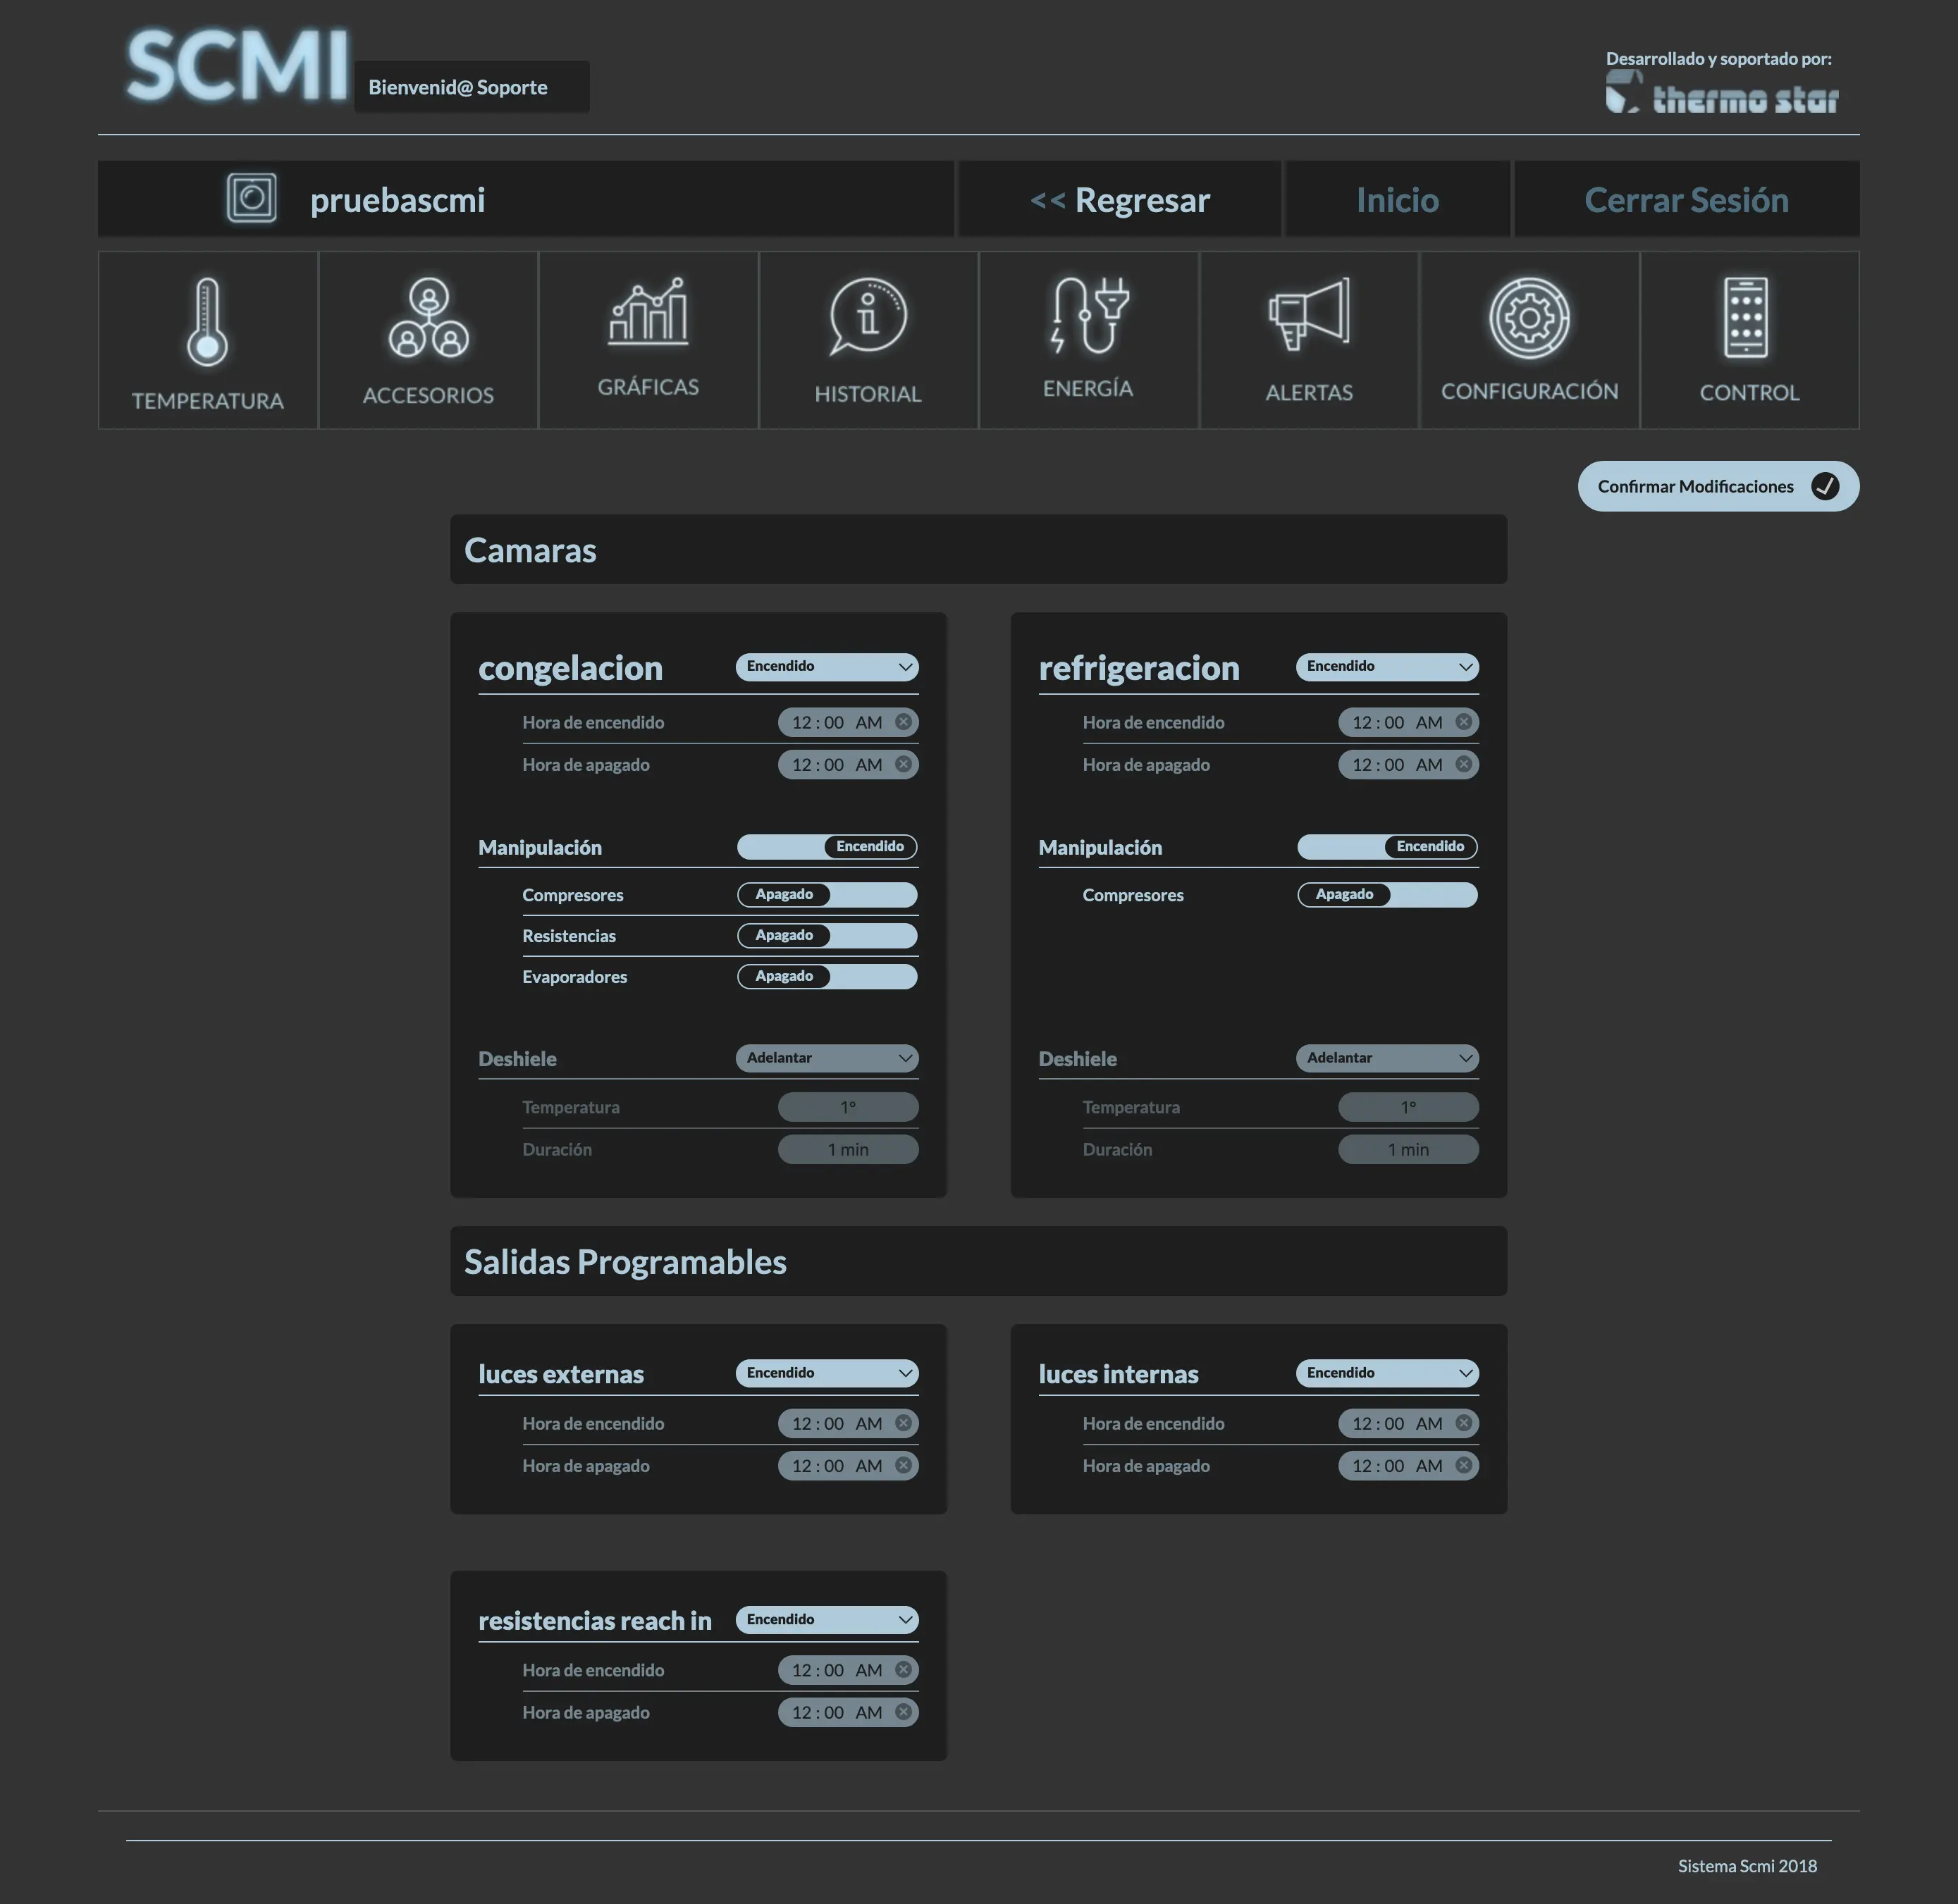 SCMI
Bienvenid@ Soporte
Desarrollado y soportado por:
thermo star
pruebascmi
<< Regresar
Inicio
Cerrar Sesión
TEMPERATURA
ACCESORIOS
GRÁFICAS
HISTORIAL
ENERGÍA
ALERTAS
CONFIGURACIÓN
CONTROL
Confirmar Modificaciones
Camaras
congelacion Encendido
Hora de encendido 12 : 00 AM
Hora de apagado 12 : 00 AM
Manipulación Encendido
Compresores Apagado
Resistencias Apagado
Evaporadores Apagado
Deshiele Adelantar
Temperatura 1°
Duración 1 min
refrigeracion Encendido
Hora de encendido 12 : 00 AM
Hora de apagado 12 : 00 AM
Manipulación Encendido
Compresores Apagado
Deshiele Adelantar
Temperatura 1°
Duración 1 min
Salidas Programables
luces externas Encendido
Hora de encendido 12 : 00 AM
Hora de apagado 12 : 00 AM
luces internas Encendido
Hora de encendido 12 : 00 AM
Hora de apagado 12 : 00 AM
resistencias reach in Encendido
Hora de encendido 12 : 00 AM
Hora de apagado 12 : 00 AM
Sistema Scmi 2018